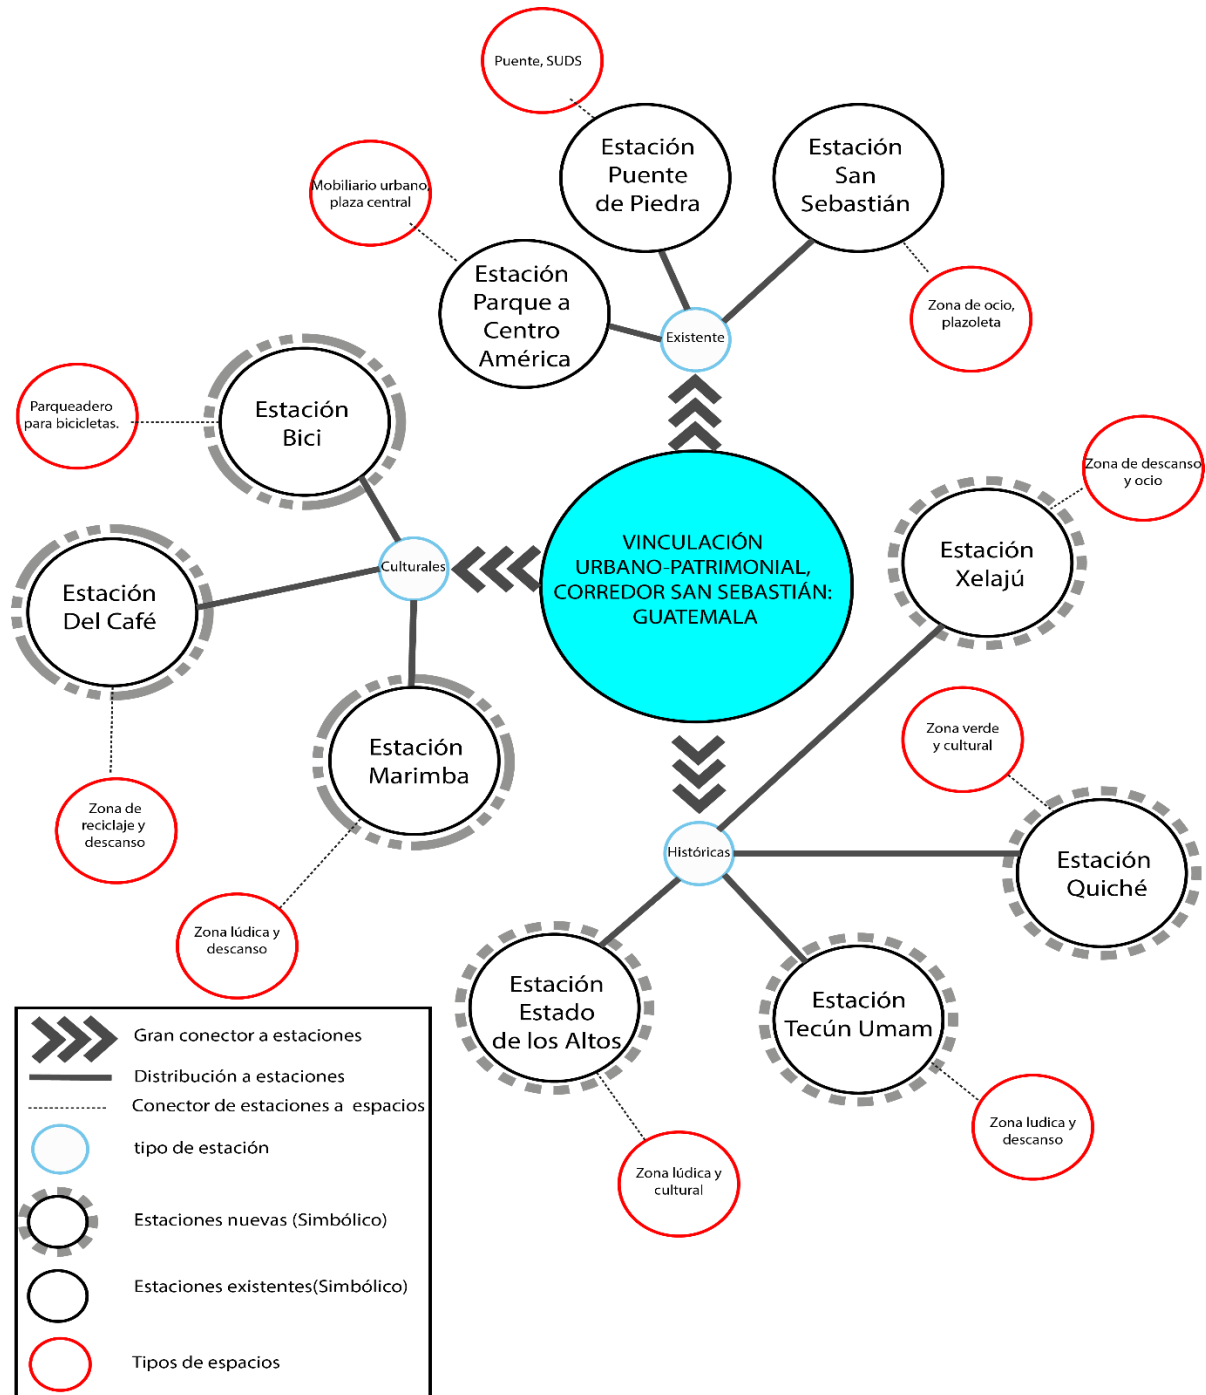 Puente, SUDS
Estación
Puente
de Piedra
Estación
San
Sebastián
Mobiliario urbano,
plaza central
Estación
Parque a
Centro
América
Existente
Zona de ocio,
plazoleta
Parqueadero
para bicicletas.
Estación
Bici
Zona de descanso
y ocio
Estación
Xelajú
Culturales
VINCULACIÓN
URBANO-PATRIMONIAL,
CORREDOR SAN SEBASTIÁN:
GUATEMALA
Estación
Del Café
Estación
Marimba
Zona verde
y cultural
Zona de
reciclaje y
descanso
Históricas
Estación
Quiché
Zona lúdica y
descanso
Estación
Estado
de los Altos
Estación
Tecún Umam
Zona ludica y
descanso
Zona lúdica y
cultural
Gran conector a estaciones
Distribución a estaciones
Conector de estaciones a espacios
tipo de estación
Estaciones nuevas (Simbólico)
Estaciones existentes(Simbólico)
Tipos de espacios